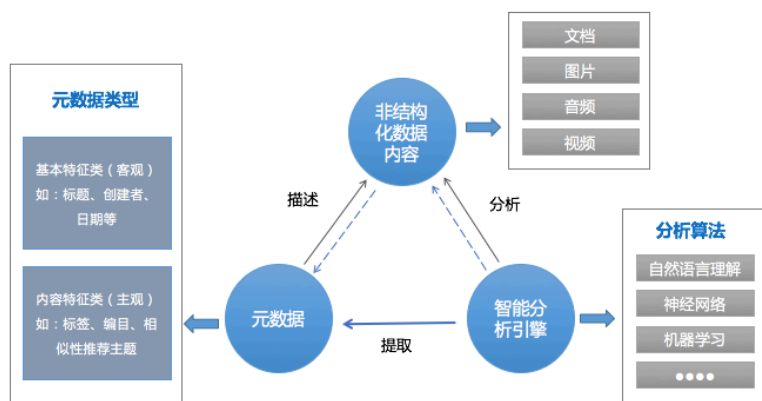 元数据类型
基本特征类（客观）
如：标题、创建者、
日期等
内容特征类（主观）
如：标签、编目、相
似性推荐主题
非结构
化数据
内容
文档
图片
音频
视频
描述
分析
元数据
提取
智能分
析引擎
分析算法
自然语言理解
神经网络
机器学习
●●●●